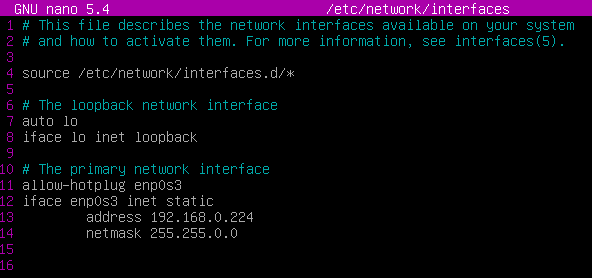 GNU nano 5.4 /etc/network/interfaces
1 # This file describes the network interfaces available on your system
2 # and how to activate them. For more information, see interfaces(5).
3
4 source /etc/network/interfaces.d/*
5
6 # The loopback network interface
7 auto lo
8 iface lo inet loopback
9
10 # The primary network interface
11 allow-hotplug enp0s3
12 iface enp0s3 inet static
13 address 192.168.0.224
14 netmask 255.255.0.0
15
16